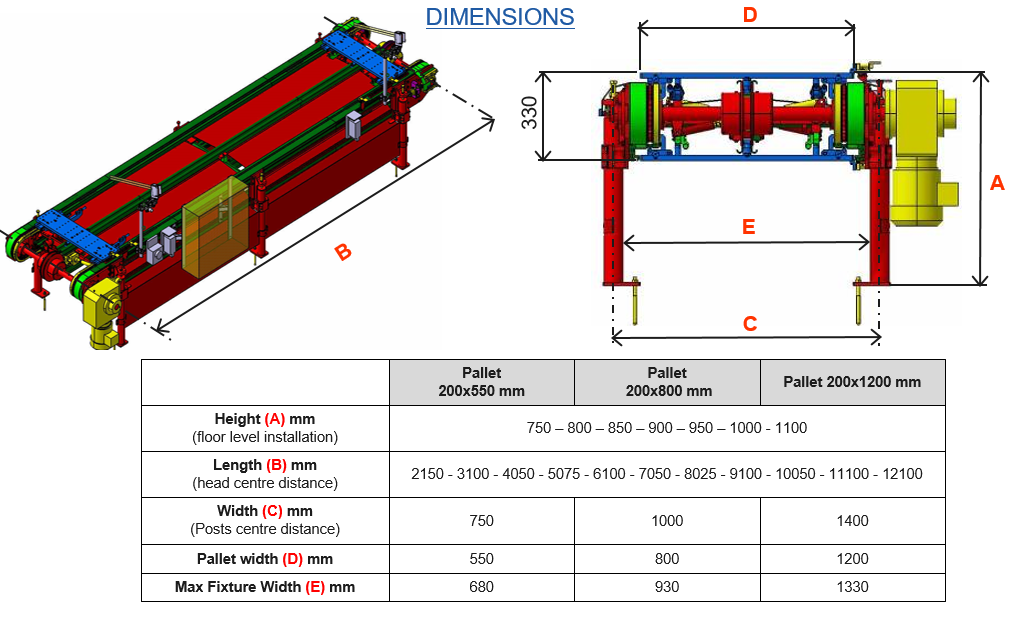 DIMENSIONS
D
330
A
B
E
C
Pallet
200x550 mm
Pallet
200x800 mm
Pallet 200x1200 mm
Height (A) mm
(floor level installation)
750 – 800 – 850 – 900 – 950 – 1000 - 1100
Length (B) mm
(head centre distance)
2150 - 3100 - 4050 - 5075 - 6100 - 7050 - 8025 - 9100 - 10050 - 11100 - 12100
Width (C) mm
(Posts centre distance)
750
1000
1400
Pallet width (D) mm
550
800
1200
Max Fixture Width (E) mm
680
930
1330